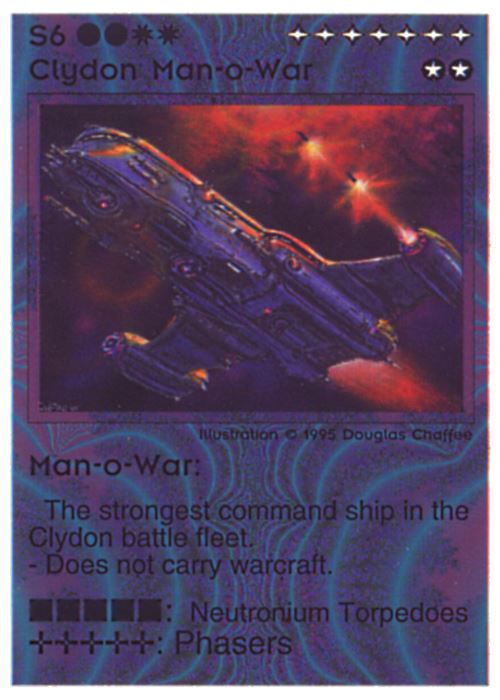 S6
Clydon Man-o-War
Illustration © 1995 Douglas Chaffee
Man-o-War:
The strongest command ship in the
Clydon battle fleet.
- Does not carry warcraft.
: Neutronium Torpedoes
: Phasers